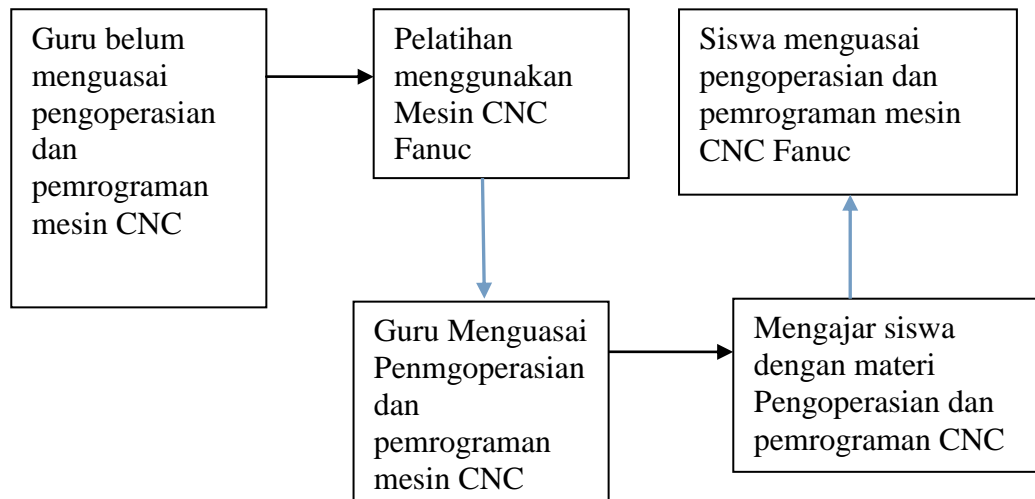 Guru belum
menguasai
pengoperasian
dan
pemrograman
mesin CNC
Pelatihan
menggunakan
Mesin CNC
Fanuc
Guru Menguasai
Penmgoperasian
dan
pemrograman
mesin CNC
Mengajar siswa
dengan materi
Pengoperasian dan
pemrograman CNC
Siswa menguasai
pengoperasian dan
pemrograman mesin
CNC Fanuc